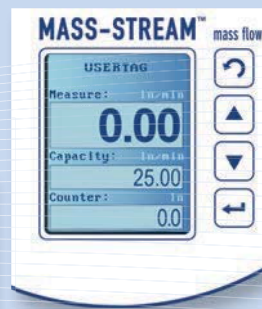 MASS-STREAM™ mass flow
USERTAG
Measure: ln/min
0.00
Capacity: ln/min
25.00
Counter: ln
0.0